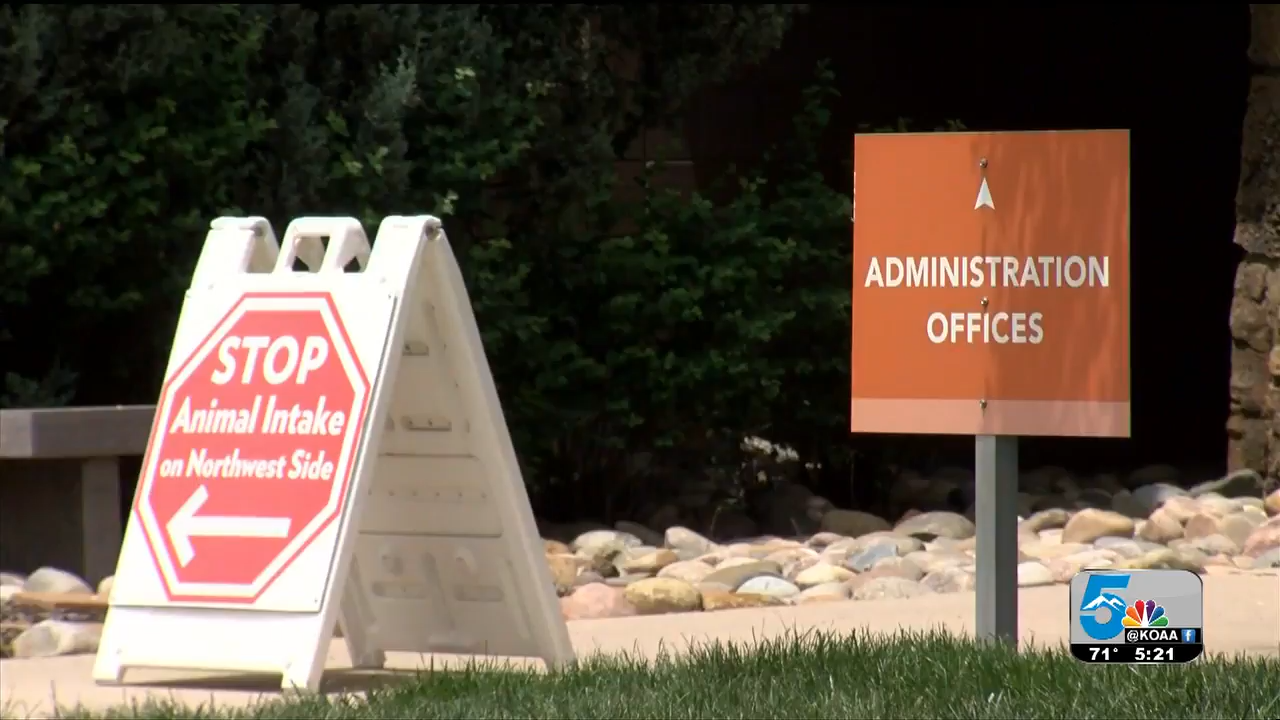 STOP
Animal Intake
on Northwest Side
ADMINISTRATION
OFFICES
5
@KOAA f
71° 5:21